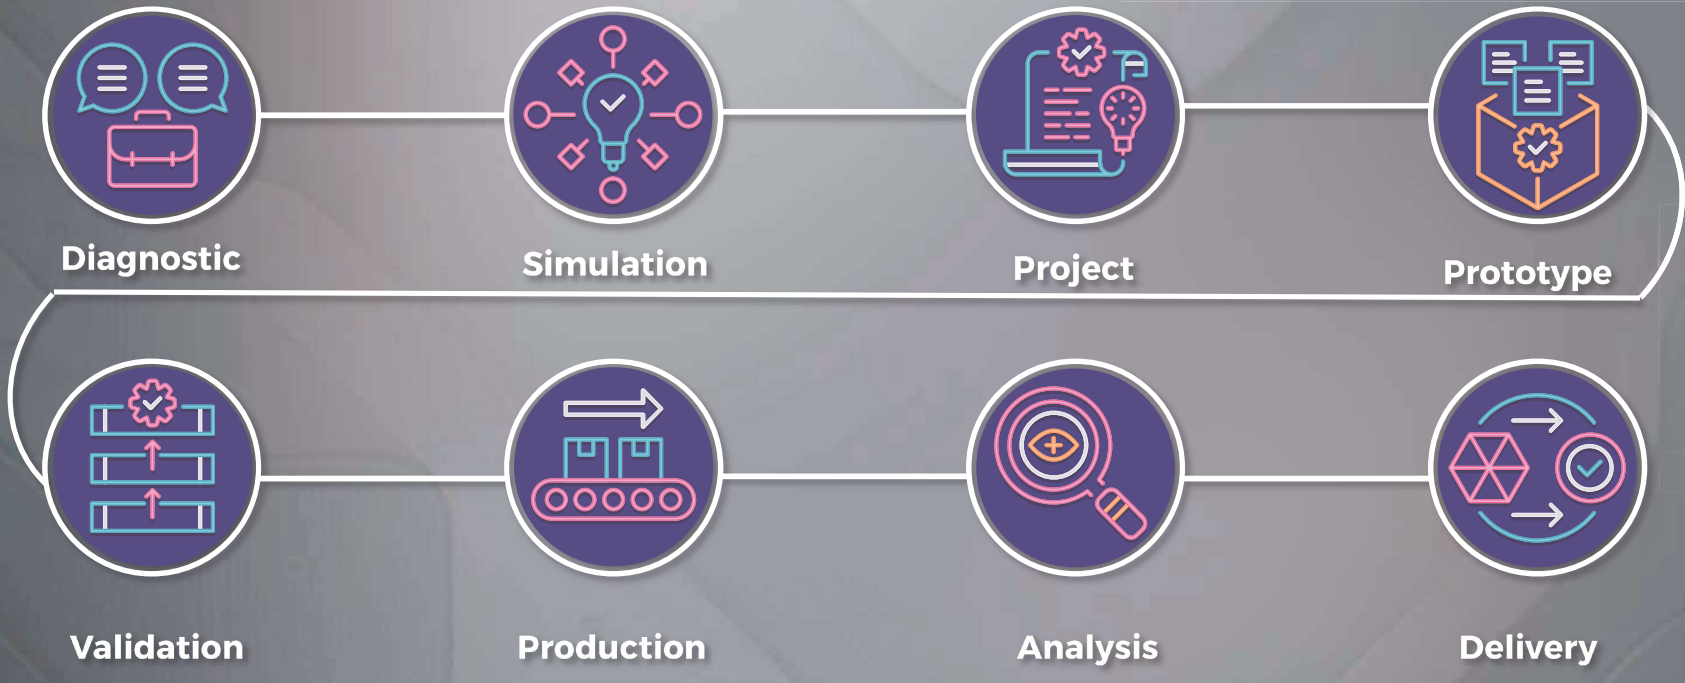 Diagnostic
Simulation
Project
Prototype
Validation
Production
Analysis
Delivery